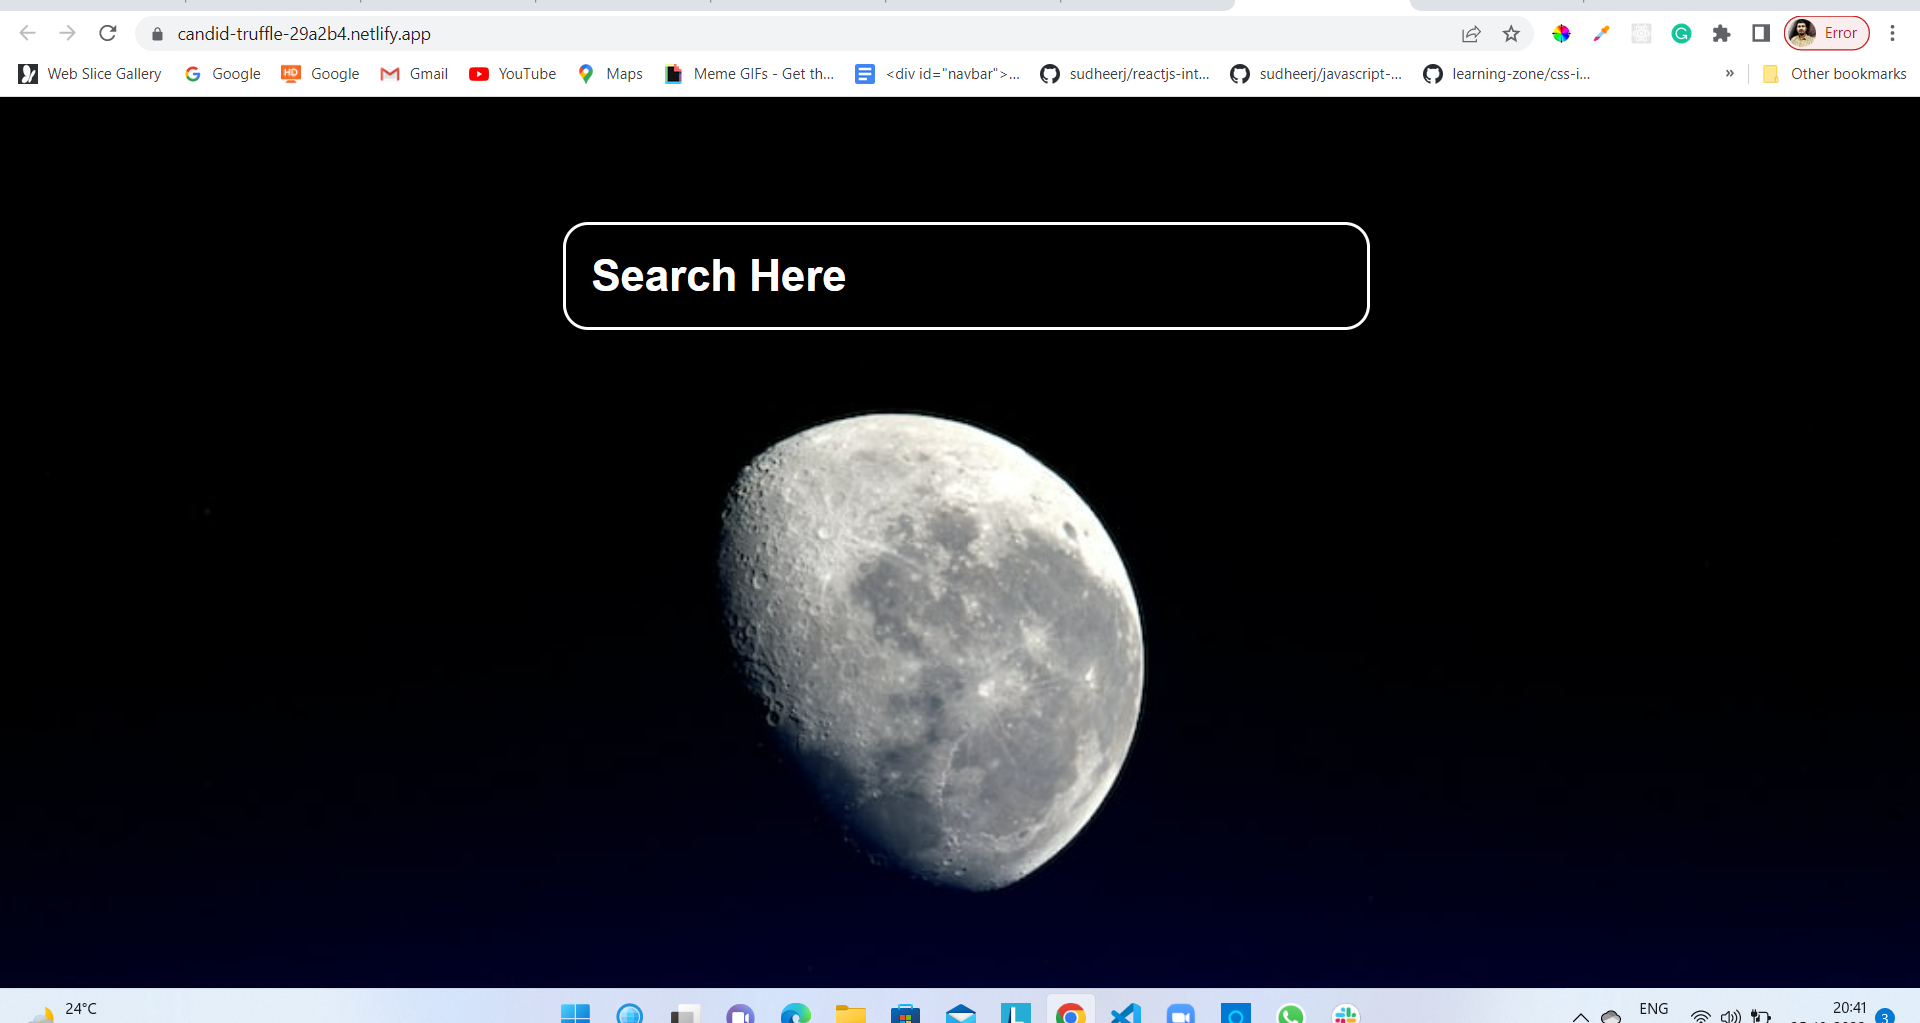 candid-truffle-29a2b4.netlify.app
Error
Web Slice Gallery
Google
HD
Google
Gmail
YouTube
Maps
Meme GIFs - Get th...
<div id="navbar">...
sudheerj/reactjs-int...
sudheerj/javascript-...
learning-zone/css-i...
»
Other bookmarks
Search Here
24°C
ENG
20:41
3